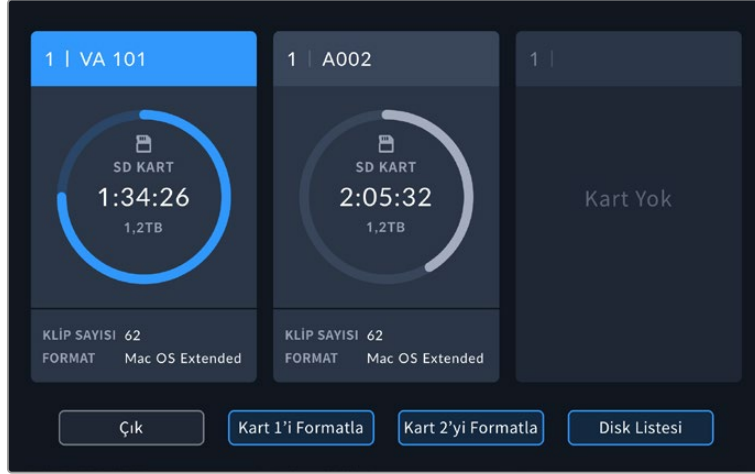 1 | VA 101
SD KART
1:34:26
1,2TB
KLİP SAYISI 62
FORMAT Mac OS Extended
1 | A002
SD KART
2:05:32
1,2TB
KLİP SAYISI 62
FORMAT Mac OS Extended
1 |
Kart Yok
Çık
Kart 1’i Formatla
Kart 2’yi Formatla
Disk Listesi